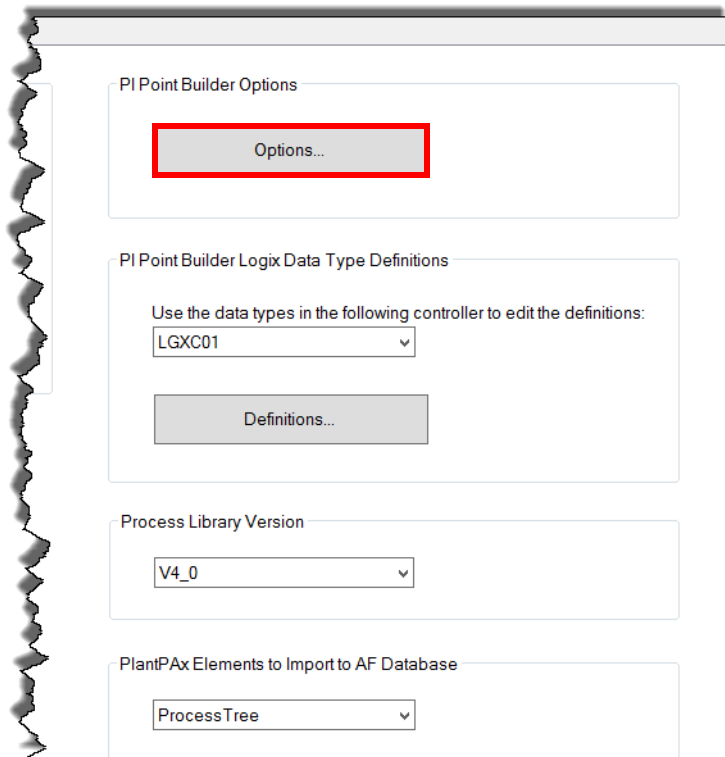 PI Point Builder Options
Options...
PI Point Builder Logix Data Type Definitions
Use the data types in the following controller to edit the definitions:
LGXC01
Definitions...
Process Library Version
V4_0
PlantPAx Elements to Import to AF Database
ProcessTree